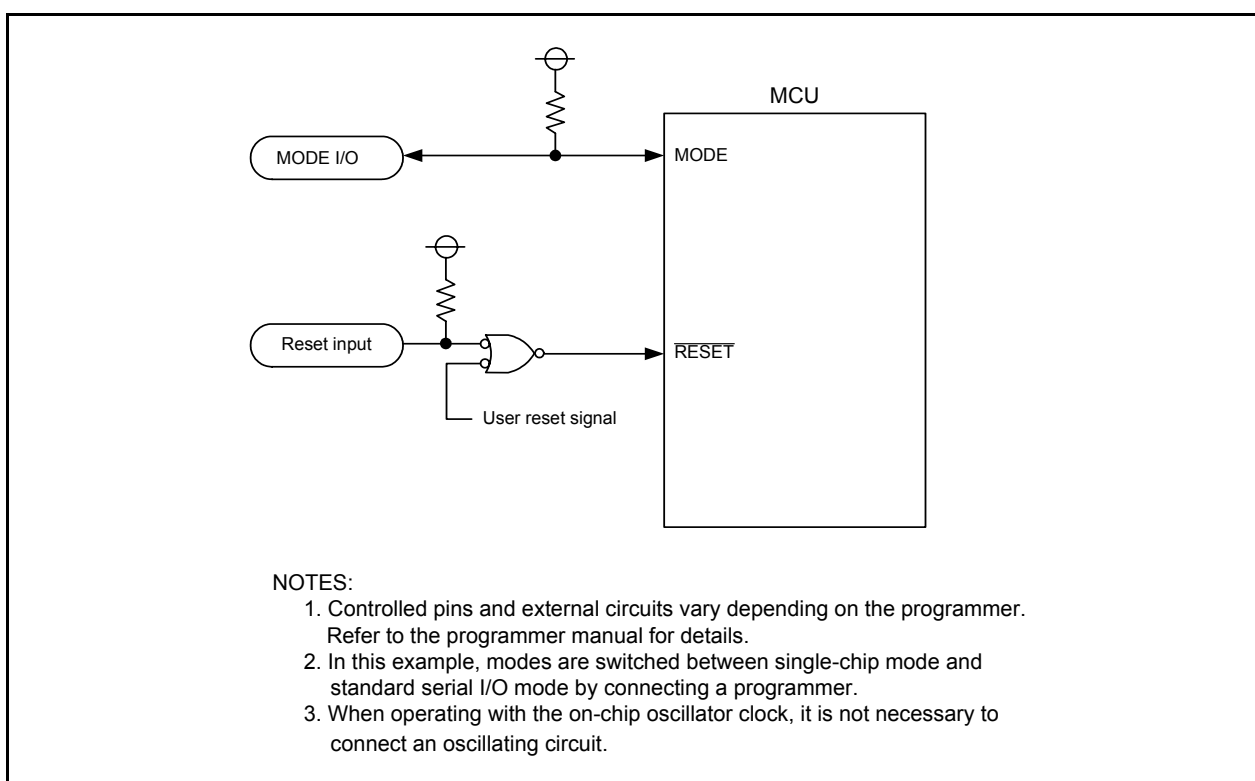 MCU
MODE I/O
MODE
Reset input
RESET
User reset signal
NOTES:
1. Controlled pins and external circuits vary depending on the programmer.
Refer to the programmer manual for details.
2. In this example, modes are switched between single-chip mode and
standard serial I/O mode by connecting a programmer.
3. When operating with the on-chip oscillator clock, it is not necessary to
connect an oscillating circuit.